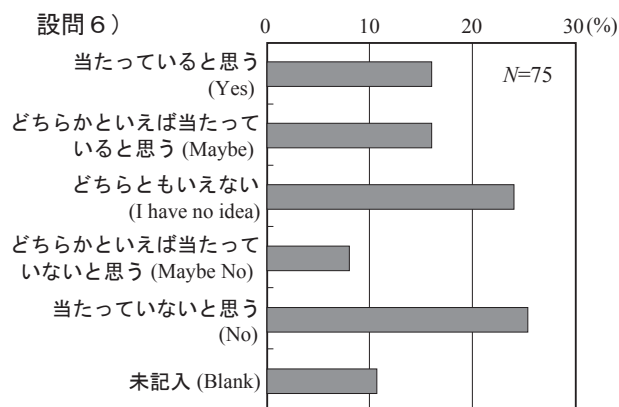 設問6)
0 10 20 30(%)
当たっていると思う
(Yes)
N=75
どちらかといえば当たって
いると思う (Maybe)
どちらともいえない
(I have no idea)
どちらかといえば当たって
いないと思う (Maybe No)
当たっていないと思う
(No)
未記入 (Blank)